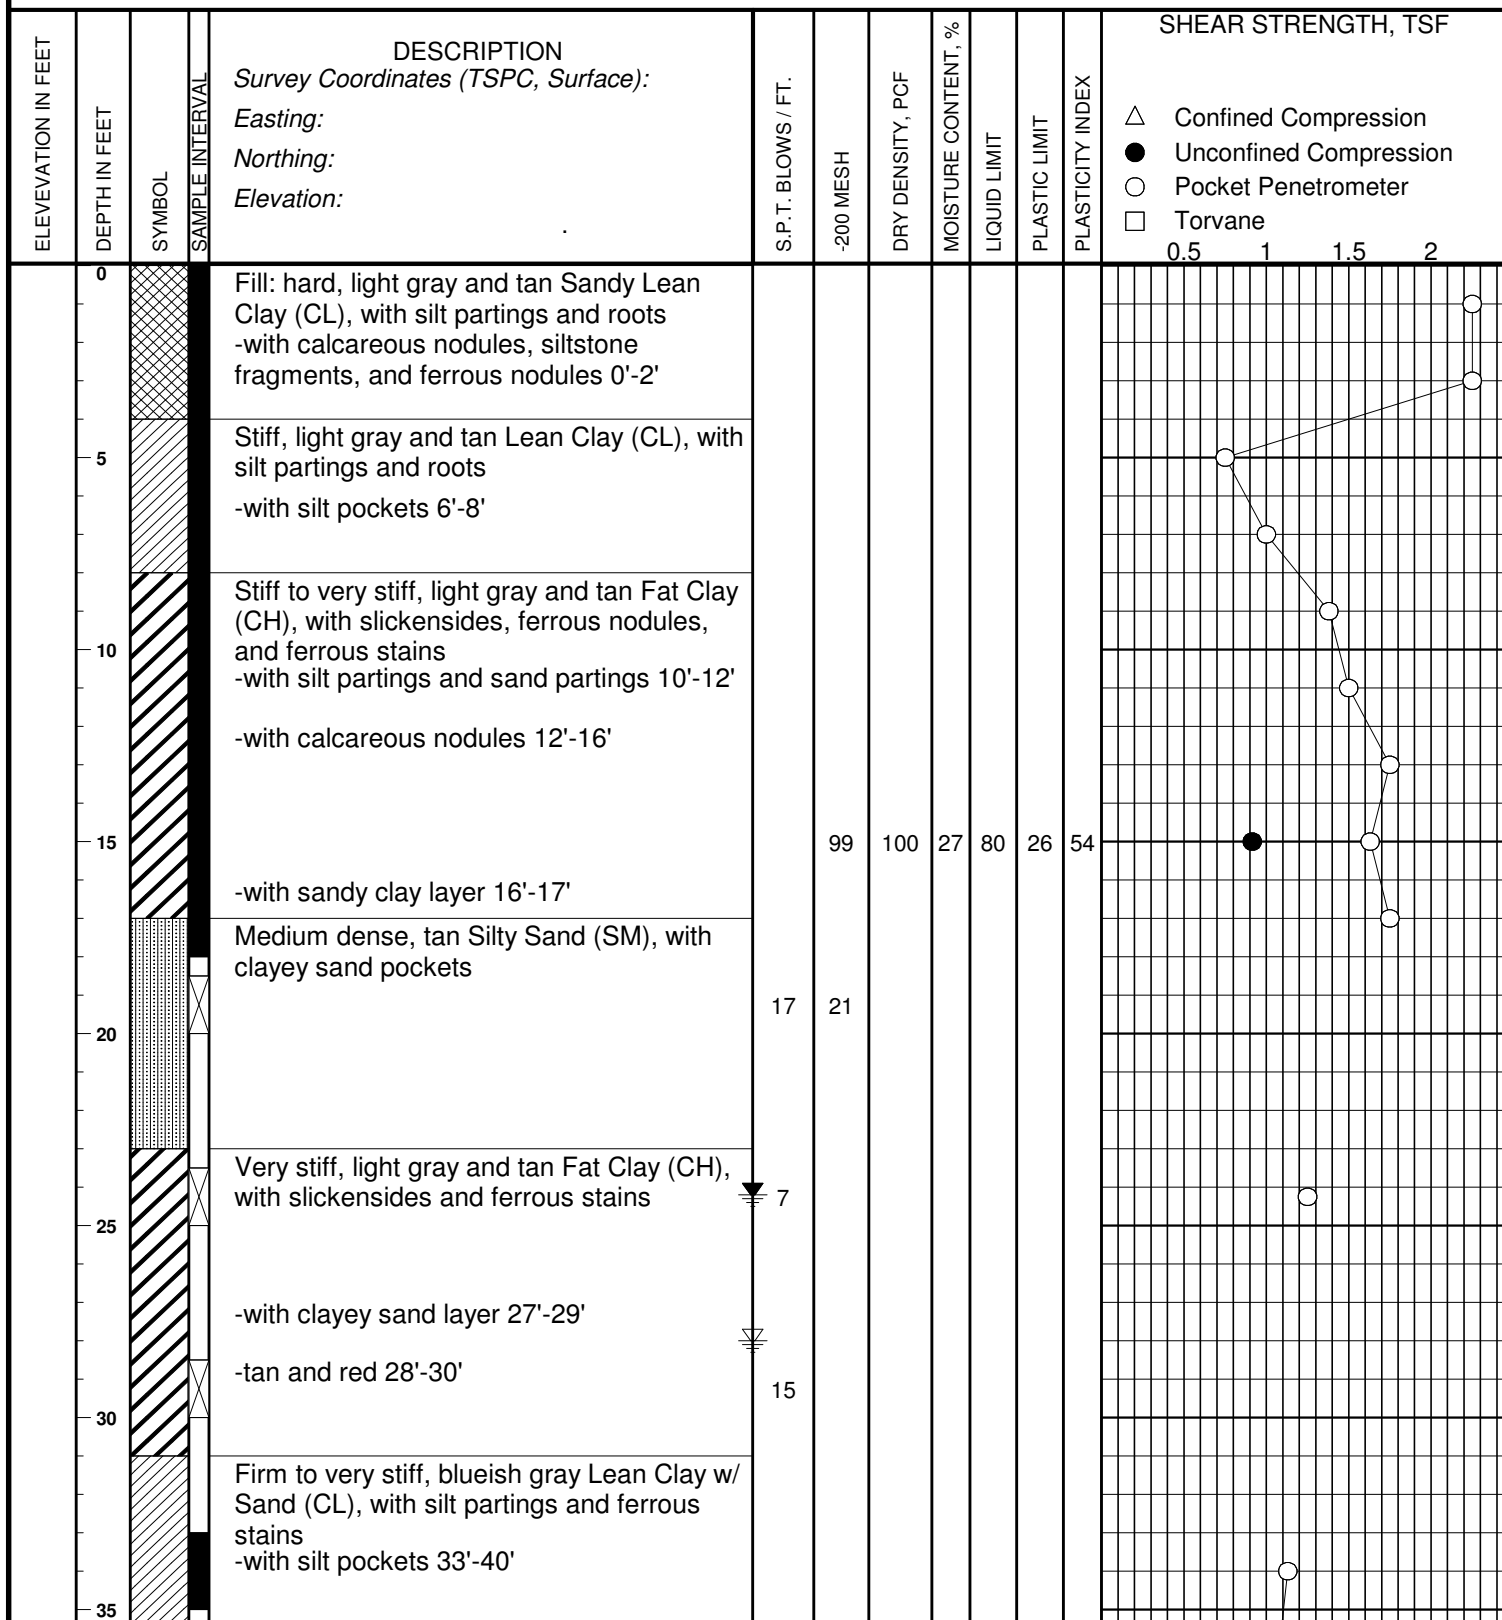 ELEVEVATION IN FEET
DEPTH IN FEET
SYMBOL
SAMPLE INTERVAL
DESCRIPTION
Survey Coordinates (TSPC, Surface):
Easting:
Northing:
Elevation:
.
S.P.T. BLOWS / FT.
-200 MESH
DRY DENSITY, PCF
MOISTURE CONTENT, %
LIQUID LIMIT
PLASTIC LIMIT
PLASTICITY INDEX
SHEAR STRENGTH, TSF
Confined Compression
Unconfined Compression
Pocket Penetrometer
Torvane
0.5 1 1.5 2
0
Fill: hard, light gray and tan Sandy Lean
Clay (CL), with silt partings and roots
-with calcareous nodules, siltstone
fragments, and ferrous nodules 0'-2'
Stiff, light gray and tan Lean Clay (CL), with
5
silt partings and roots
-with silt pockets 6'-8'
Stiff to very stiff, light gray and tan Fat Clay
(CH), with slickensides, ferrous nodules,
10
and ferrous stains
-with silt partings and sand partings 10'-12'
-with calcareous nodules 12'-16'
15 99 100 27 80 26 54
-with sandy clay layer 16'-17'
Medium dense, tan Silty Sand (SM), with
clayey sand pockets
17 21
20
Very stiff, light gray and tan Fat Clay (CH),
with slickensides and ferrous stains 7
25
-with clayey sand layer 27'-29'
-tan and red 28'-30'
15
30
Firm to very stiff, blueish gray Lean Clay w/
Sand (CL), with silt partings and ferrous
stains
-with silt pockets 33'-40'
35